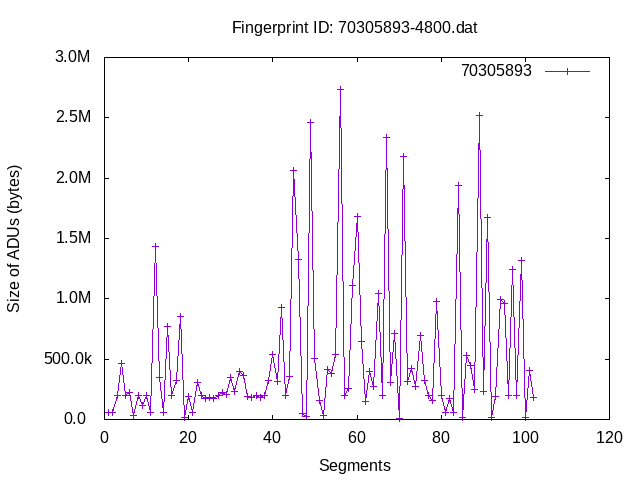 Fingerprint ID: 70305893-4800.dat
3.0M
70305893
2.5M
2.0M
1.5M
1.0M
500.0k
0.0
Size of ADUs (bytes)
0 20 40 60 80 100 120
Segments